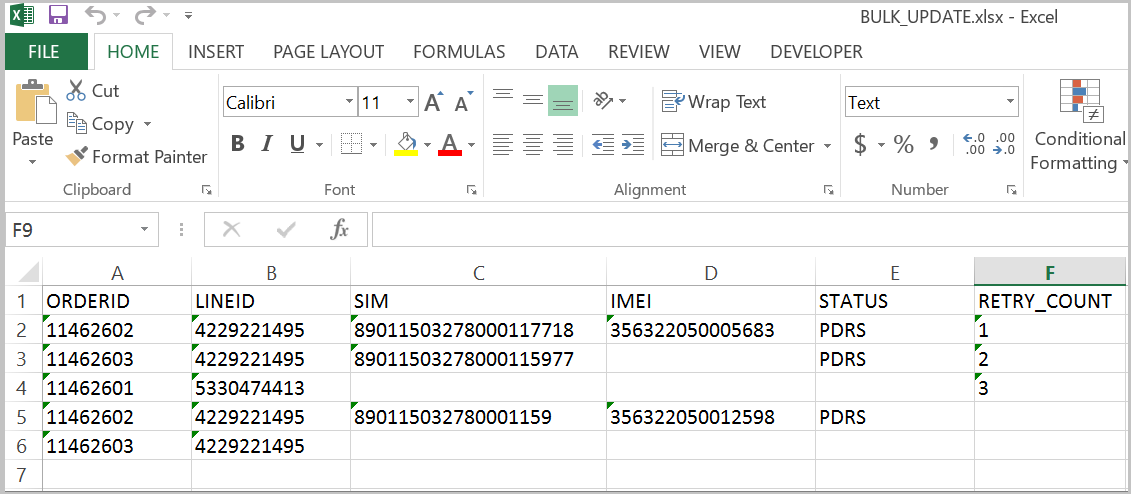 BULK_UPDATE.xlsx - Excel
FILE HOME INSERT PAGE LAYOUT FORMULAS DATA REVIEW VIEW DEVELOPER
Paste
Cut
Copy
Format Painter
Clipboard
Calibri 11 A A
B I U A
Font
Wrap Text
Merge & Center
Alignment
Text
$ % , .0 .00 .00 .0
Number
Conditional
Formatting
F9 fx
A B C D E F
1 ORDERID LINEID SIM IMEI STATUS RETRY_COUNT
2 11462602 4229221495 89011503278000117718 356322050005683 PDRS 1
3 11462603 4229221495 89011503278000115977 PDRS 2
4 11462601 5330474413 3
5 11462602 4229221495 890115032780001159 356322050012598 PDRS
6 11462603 4229221495
7